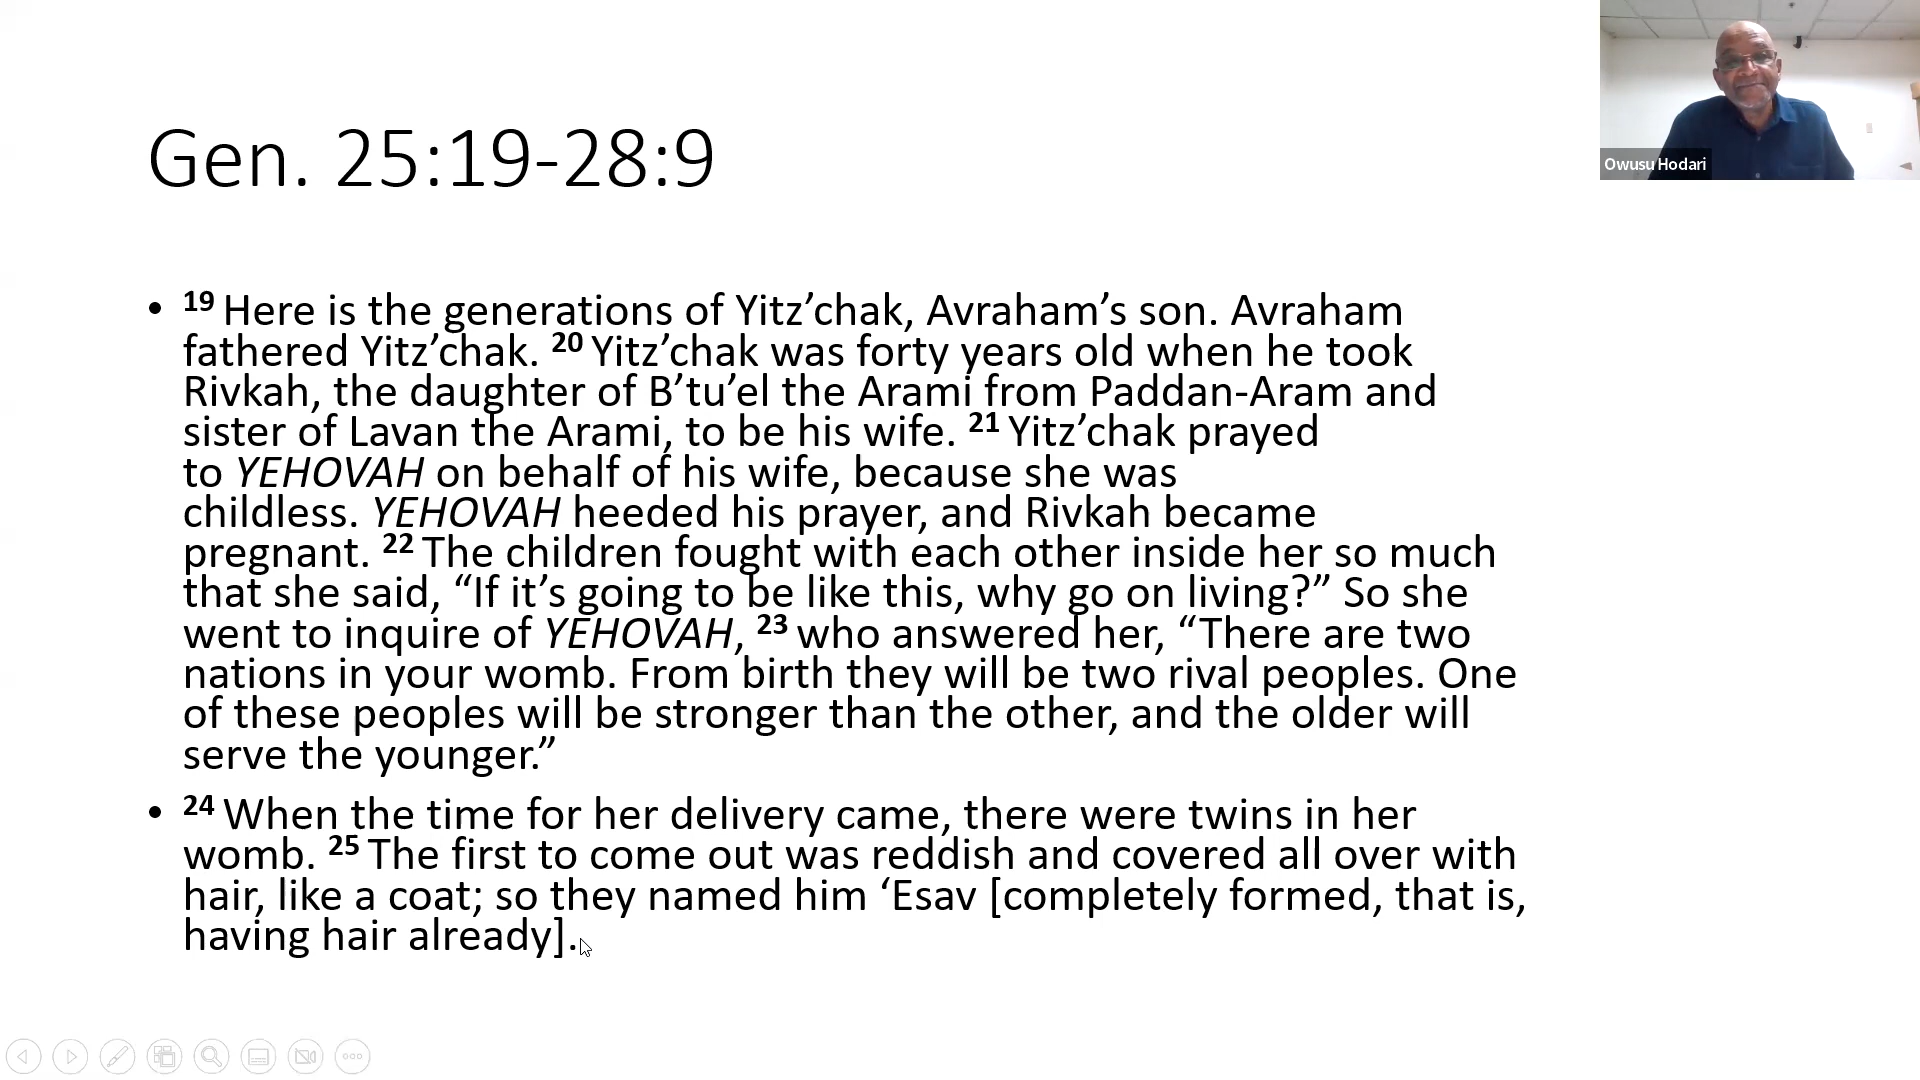 Gen. 25:19-28:9
Owusu Hodari
• 19 Here is the generations of Yitz’chak, Avraham’s son. Avraham
fathered Yitz’chak. 20 Yitz’chak was forty years old when he took
Rivkah, the daughter of B’tu’el the Arami from Paddan-Aram and
sister of Lavan the Arami, to be his wife. 21 Yitz’chak prayed
to YEHOVAH on behalf of his wife, because she was
childless. YEHOVAH heeded his prayer, and Rivkah became
pregnant. 22 The children fought with each other inside her so much
that she said, “If it’s going to be like this, why go on living?” So she
went to inquire of YEHOVAH, 23 who answered her, “There are two
nations in your womb. From birth they will be two rival peoples. One
of these peoples will be stronger than the other, and the older will
serve the younger.”
• 24 When the time for her delivery came, there were twins in her
womb. 25 The first to come out was reddish and covered all over with
hair, like a coat; so they named him ‘Esav [completely formed, that is,
having hair already].